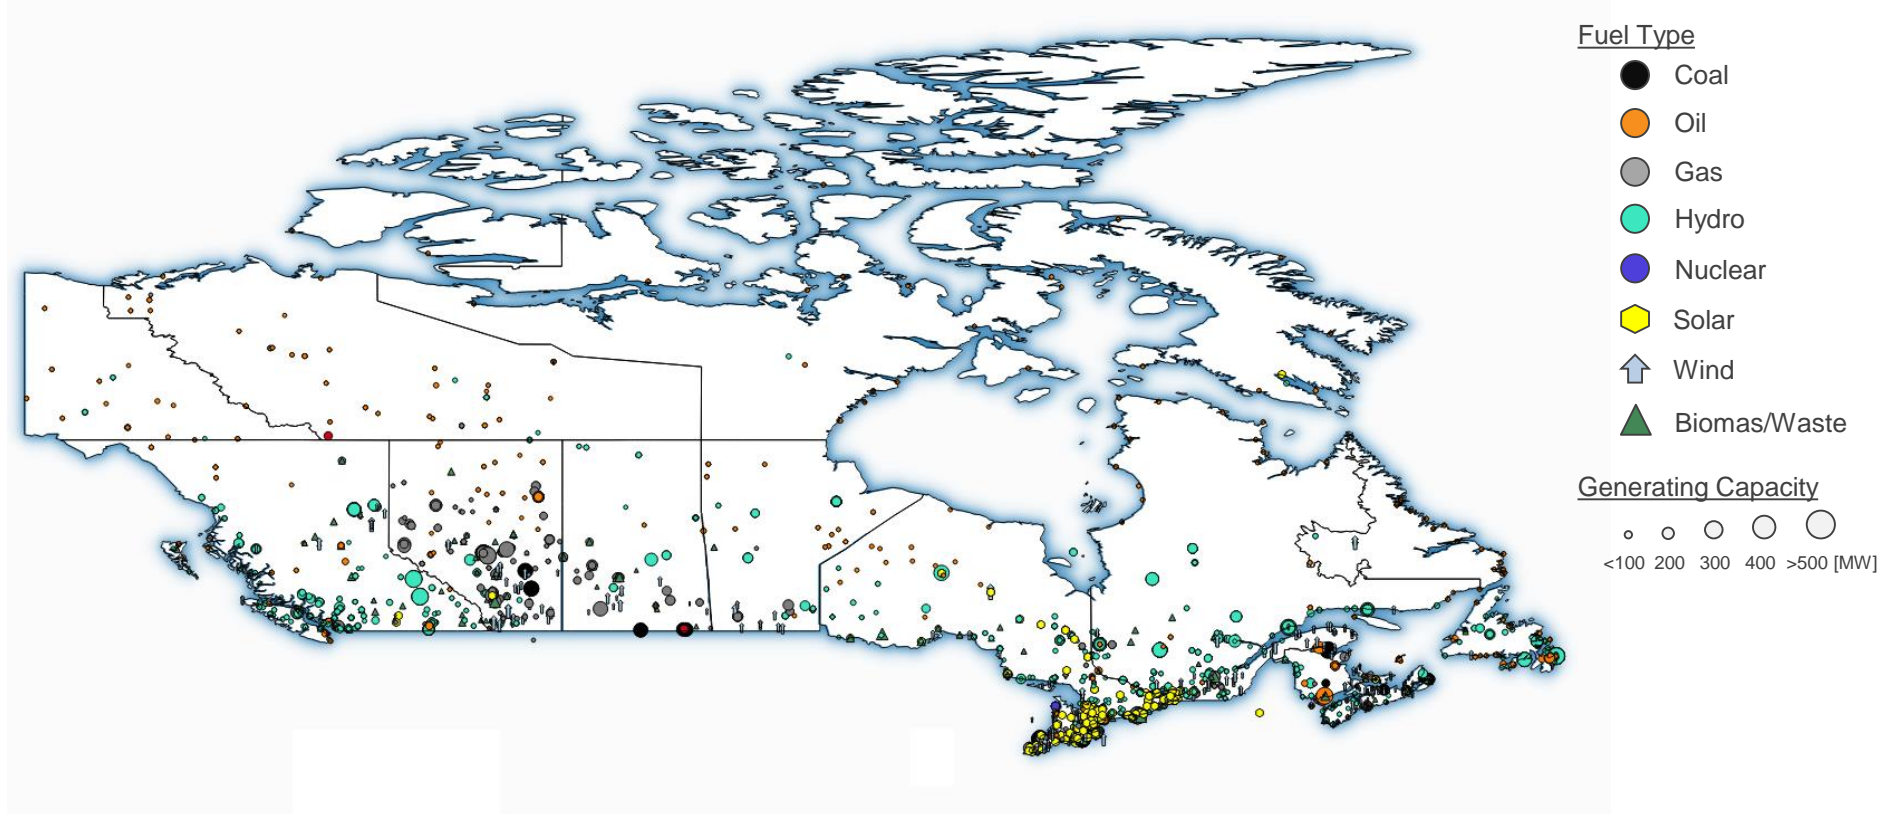 Fuel Type
Coal
Oil
Gas
Hydro
Nuclear
Solar
Wind
Biomas/Waste
Generating Capacity
<100 200 300 400 >500 [MW]